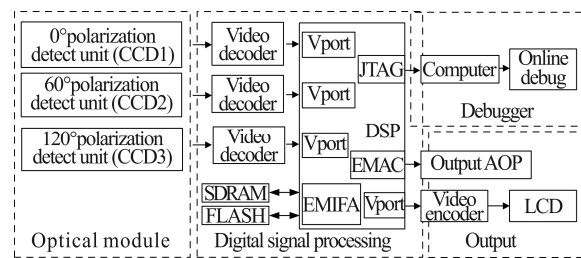 0°polarization
detect unit (CCD1)
60°polarization
detect unit (CCD2)
120°polarization
detect unit (CCD3)
Optical module
Video
decoder
Video
decoder
Video
decoder
Vport
Vport
Vport
JTAG
DSP
EMAC
SDRAM
FLASH
EMIFA
Vport
Digital signal processing
Computer
Online
debug
Debugger
Output AOP
Video
encoder
LCD
Output